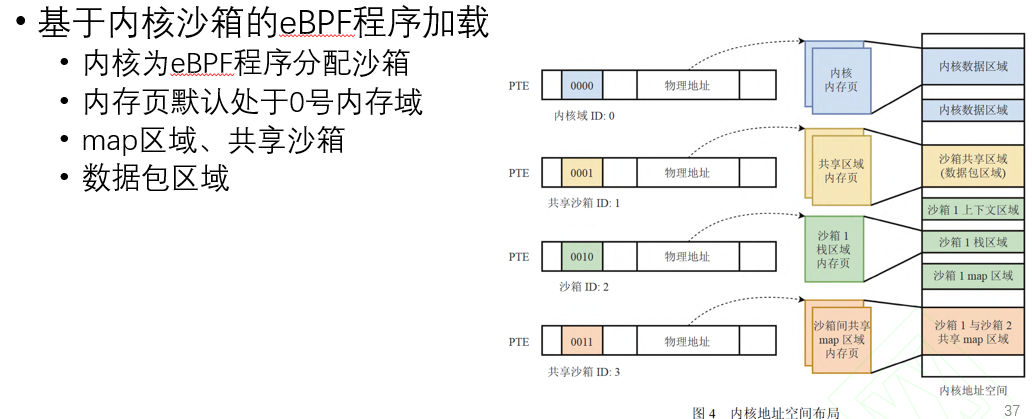 • 基于内核沙箱的eBPF程序加载
• 内核为eBPF程序分配沙箱
• 内存页默认处于0号内存域
• map区域、共享沙箱
• 数据包区域
PTE
0000
物理地址
内核域 ID: 0
内核
内存页
内核数据区域
内核数据区域
PTE
0001
物理地址
共享沙箱 ID: 1
共享区域
内存页
沙箱共享区域
(数据包区域)
沙箱 1 上下文区域
PTE
0010
物理地址
沙箱 ID: 2
沙箱 1
栈区域
内存页
沙箱 1 栈区域
沙箱 1 map 区域
PTE
0011
物理地址
共享沙箱 ID: 3
沙箱间共享
map 区域
内存页
沙箱 1 与沙箱 2
共享 map 区域
内核地址空间
图 4 内核地址空间布局
37